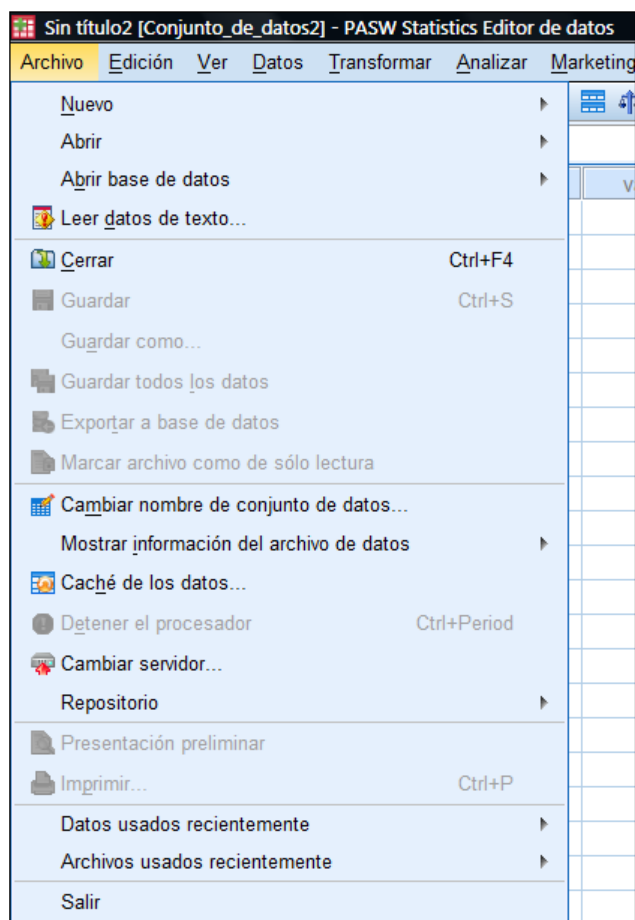 Sin título2 [Conjunto_de_datos2] - PASW Statistics Editor de datos
Archivo Edición Ver Datos Transformar Analizar Marketing
Nuevo
Abrir
Abrir base de datos
Leer datos de texto...
Cerrar Ctrl+F4
Guardar Ctrl+S
Guardar como...
Guardar todos los datos
Exportar a base de datos
Marcar archivo como de sólo lectura
Cambiar nombre de conjunto de datos...
Mostrar información del archivo de datos
Caché de los datos...
Detener el procesador Ctrl+Period
Cambiar servidor...
Repositorio
Presentación preliminar
Imprimir... Ctrl+P
Datos usados recientemente
Archivos usados recientemente
Salir